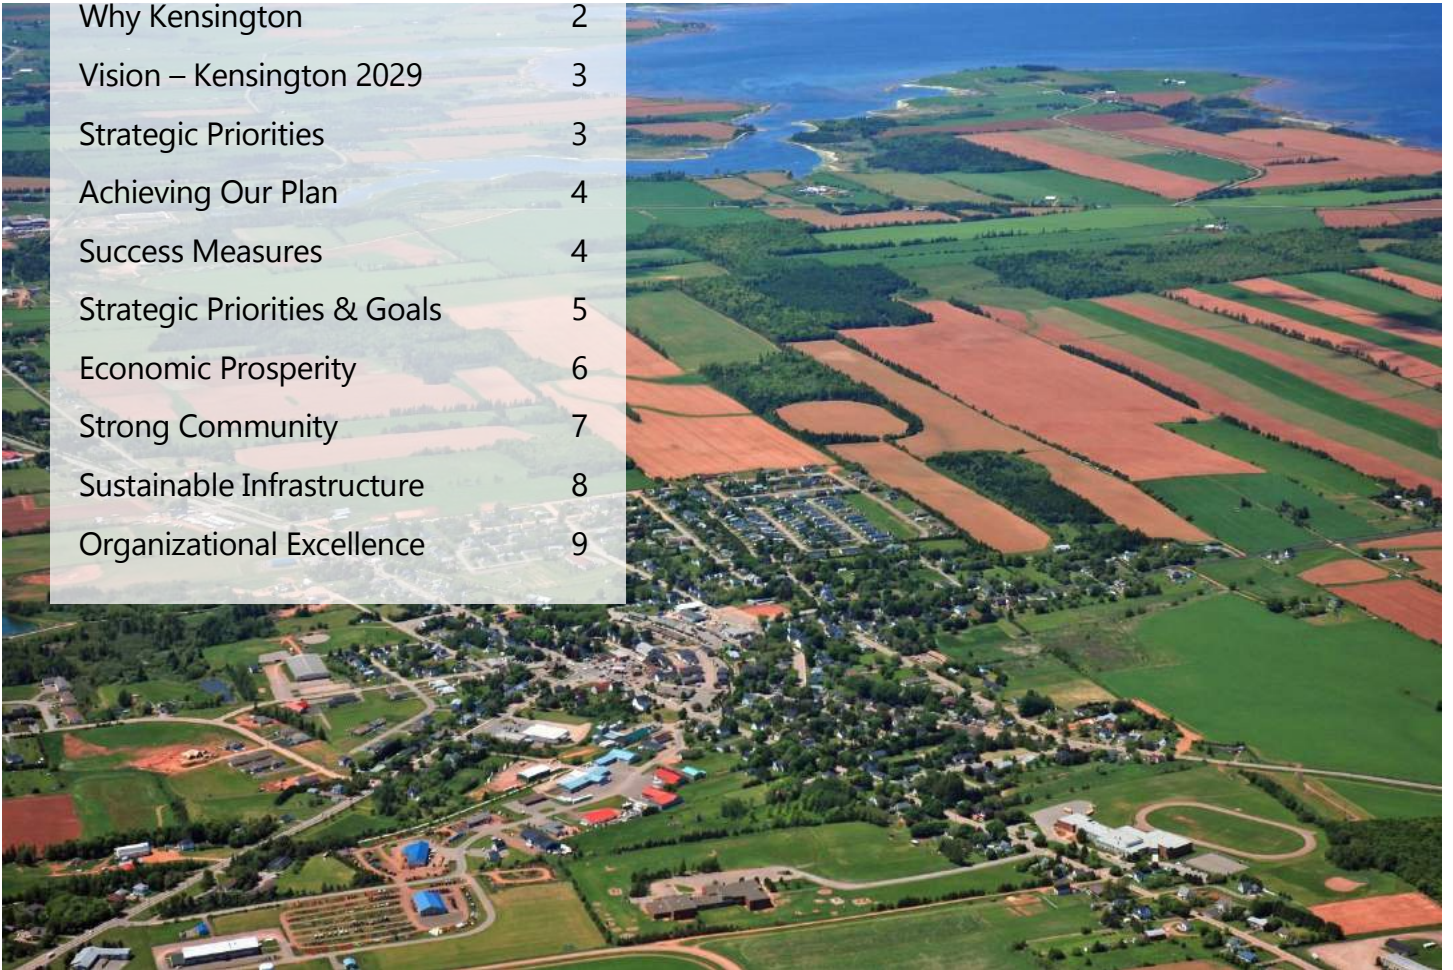 Why Kensington 2
Vision – Kensington 2029 3
Strategic Priorities 3
Achieving Our Plan 4
Success Measures 4
Strategic Priorities & Goals 5
Economic Prosperity 6
Strong Community 7
Sustainable Infrastructure 8
Organizational Excellence 9